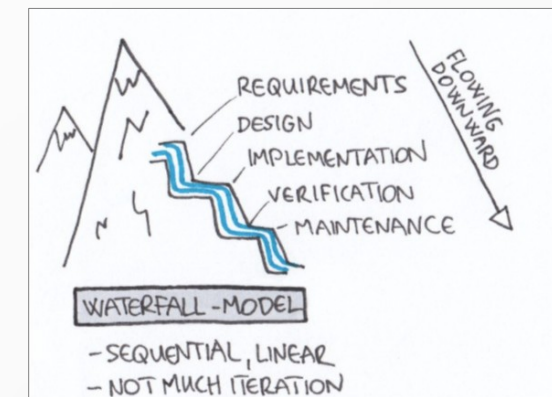 REQUIREMENTS
DESIGN
IMPLEMENTATION
VERIFICATION
MAINTENANCE
FLOWING
DOWNWARD
WATERFALL-MODEL
- SEQUENTIAL, LINEAR
- NOT MUCH ITERATION